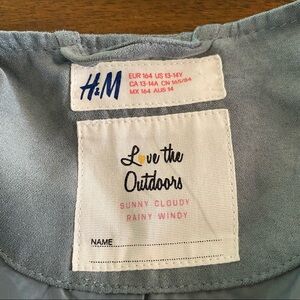 H&M
EUR 164 US 13-14Y
CA 13-14A CN 165/84
MX 164 AUS 14
Love the
Outdoors
SUNNY CLOUDY
RAINY WINDY
NAME